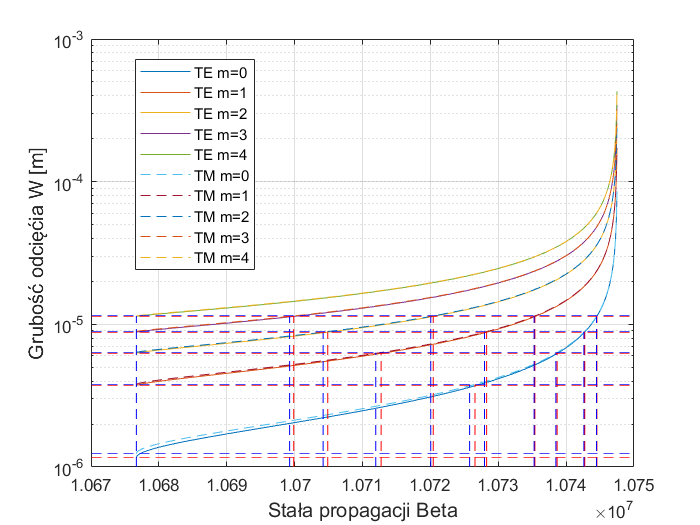 10^-3
10^-4
10^-5
10^-6
Grubość odcięćia W [m]
TE m=0
TE m=1
TE m=2
TE m=3
TE m=4
TM m=0
TM m=1
TM m=2
TM m=3
TM m=4
1.067 1.068 1.069 1.07 1.071 1.072 1.073 1.074 1.075
Stała propagacji Beta
×10^7